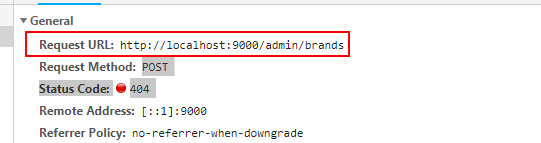 General
Request URL: http://localhost:9000/admin/brands
Request Method: POST
Status Code: 404
Remote Address: [::1]:9000
Referrer Policy: no-referrer-when-downgrade